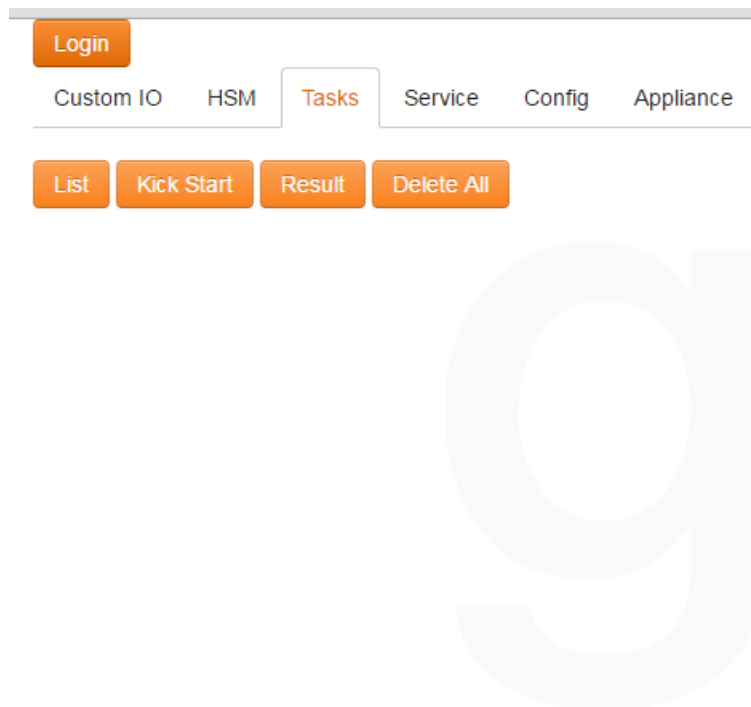 Login
Custom IO HSM Tasks Service Config Appliance
List Kick Start Result Delete All
g